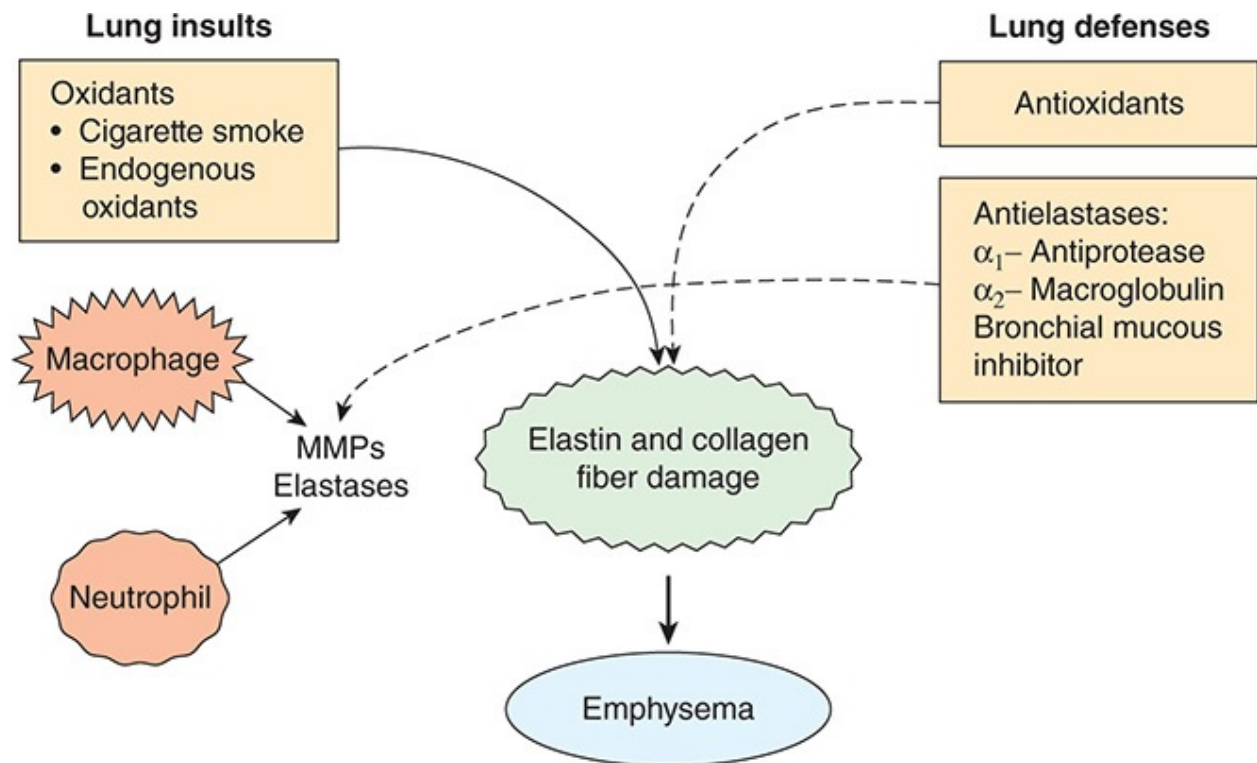 Lung insults
Oxidants
• Cigarette smoke
• Endogenous
oxidants
Macrophage
Neutrophil
MMPs
Elastases
Elastin and collagen
fiber damage
Emphysema
Lung defenses
Antioxidants
Antielastases:
α₁– Antiprotease
α₂– Macroglobulin
Bronchial mucous
inhibitor